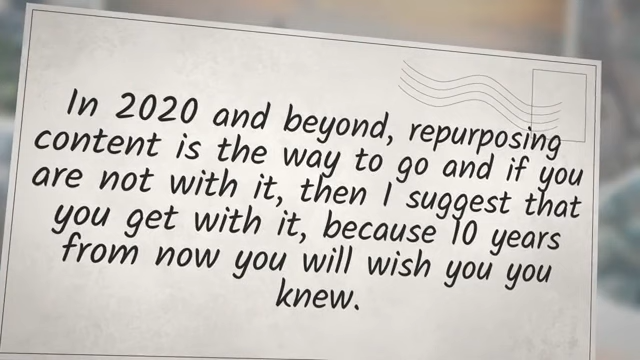 In 2020 and beyond, repurposing
content is the way to go and if you
are not with it, then I suggest that
you get with it, because 10 years
from now you will wish you you
knew.